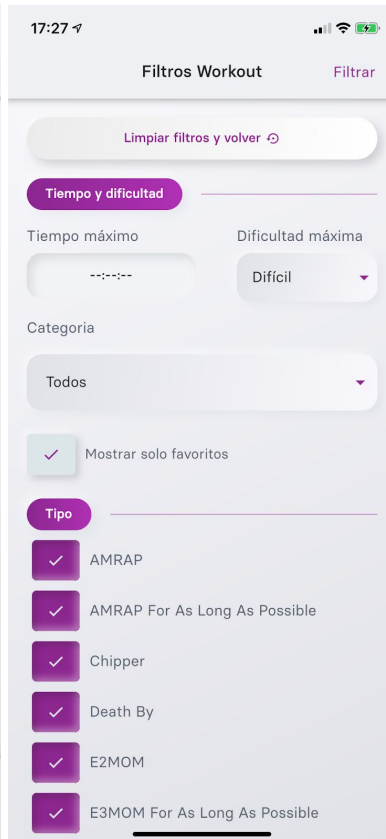 17:27
Filtros Workout
Filtrar
Limpiar filtros y volver
Tiempo y dificultad
Tiempo máximo
Dificultad máxima
--:--:--
Difícil
Categoria
Todos
Mostrar solo favoritos
Tipo
AMRAP
AMRAP For As Long As Possible
Chipper
Death By
E2MOM
E3MOM For As Long As Possible